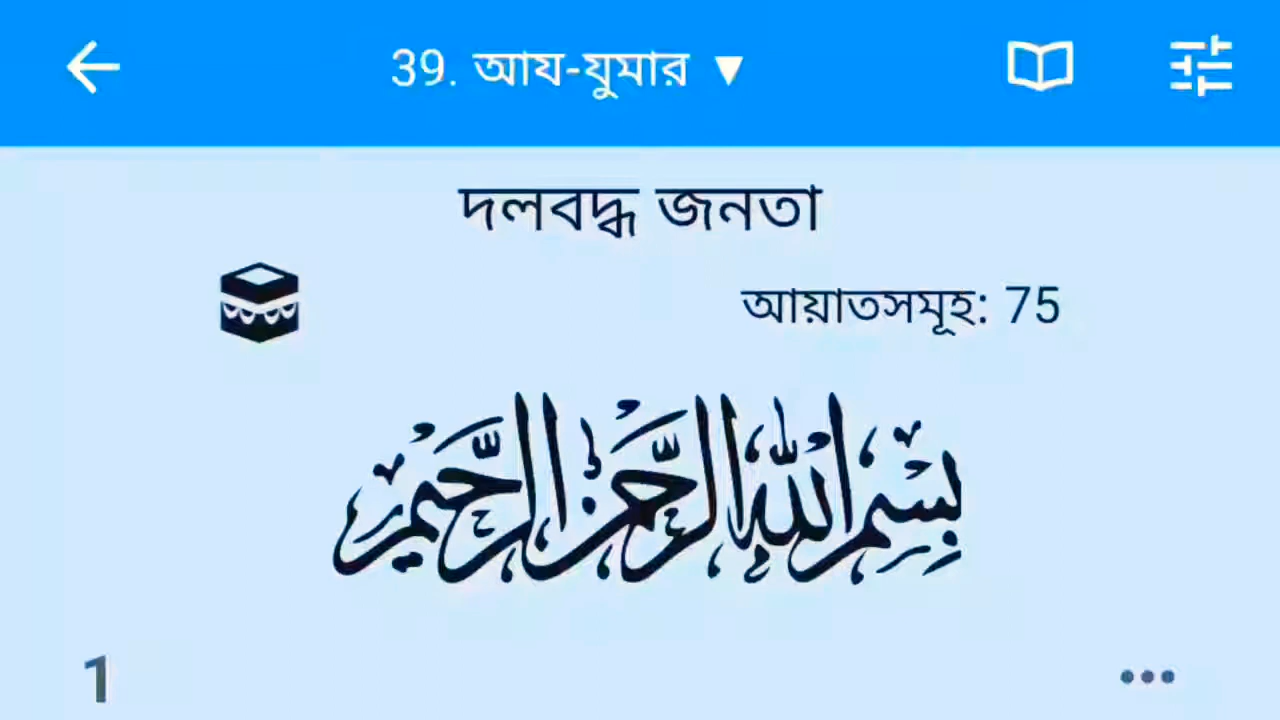 39. আয-যুমার ▼
দলবদ্ধ জনতা
আয়াতসমূহ: 75
بِسْمِ اللَّهِ الرَّحْمَٰنِ الرَّحِيمِ
1